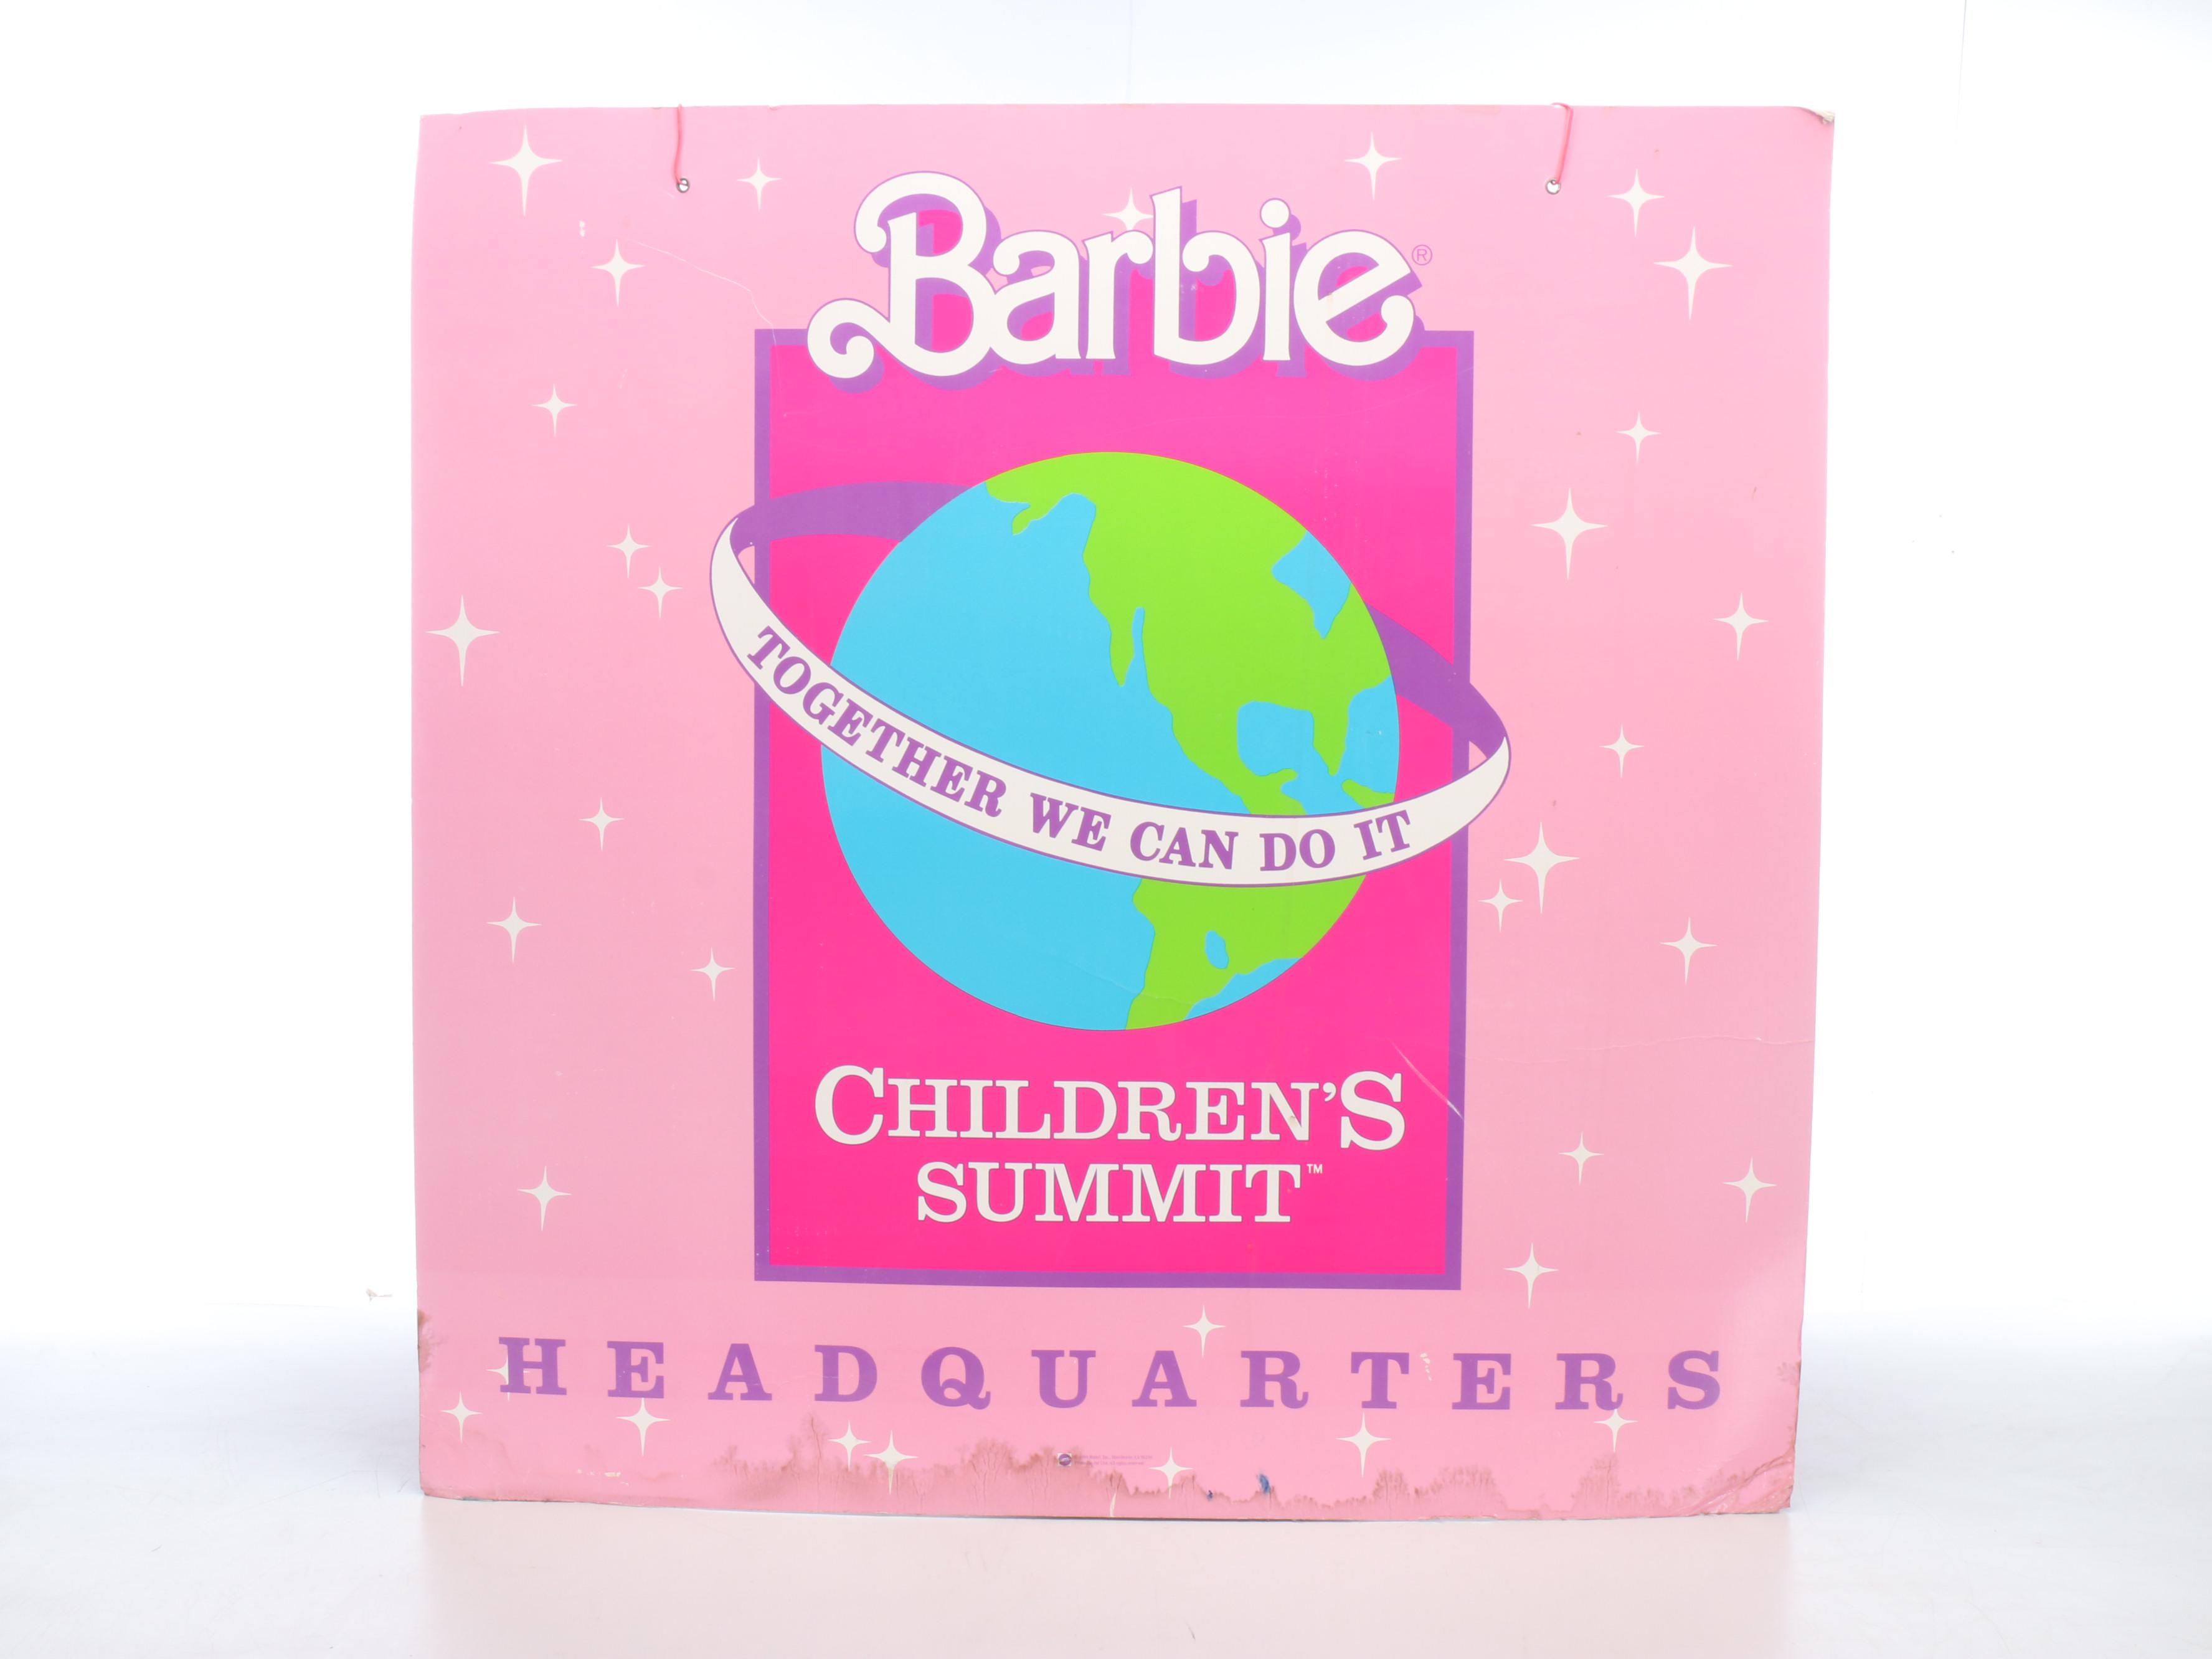 Barbie®
TOGETHER WE CAN DO IT
CHILDREN'S
SUMMIT™
HEADQUARTERS